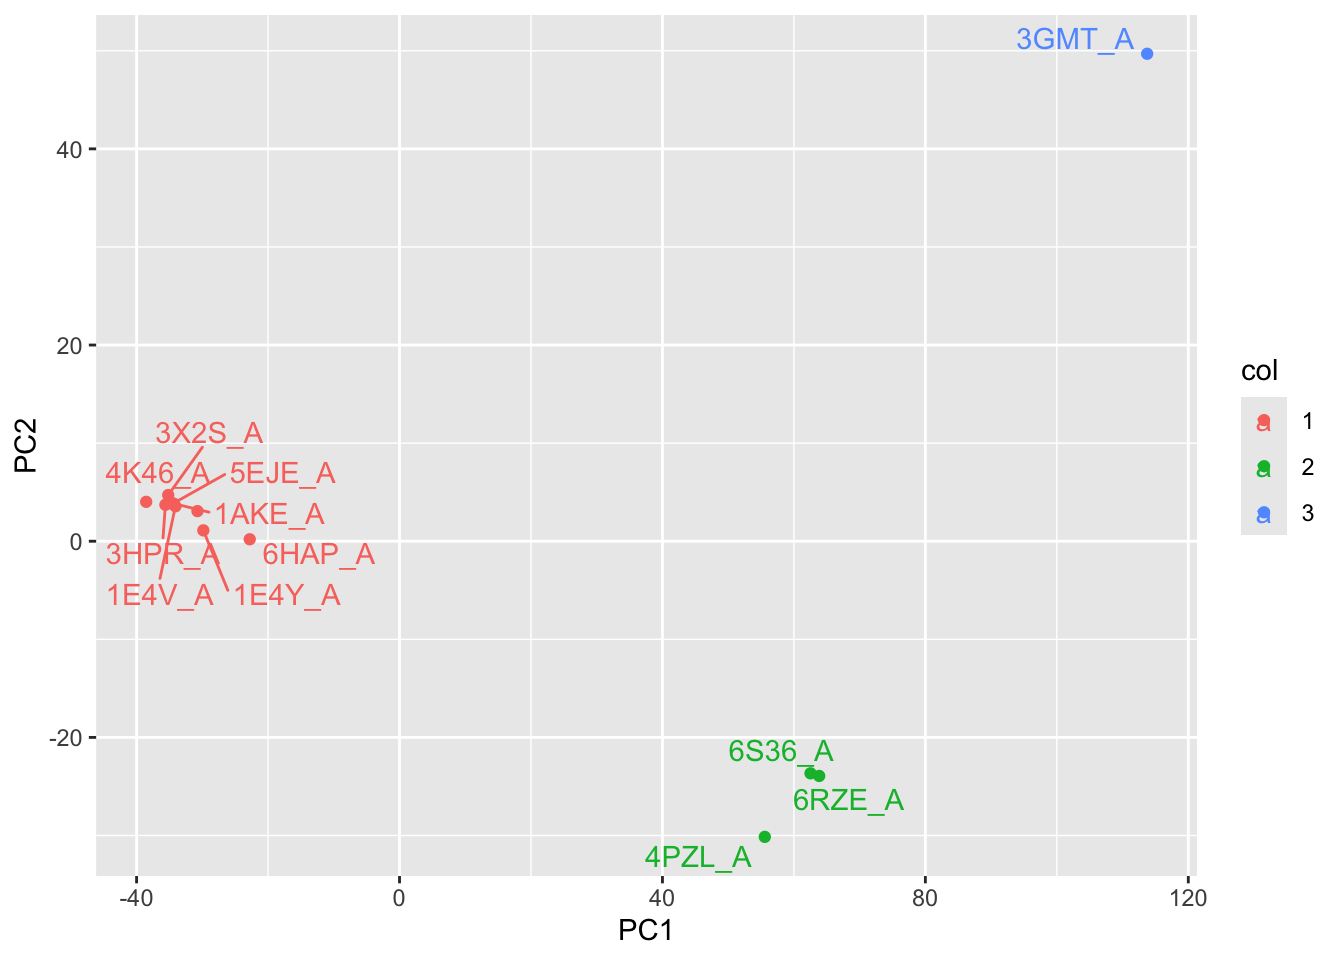 3GMT_A
40
20
PC2
3X2S_A
4K46_A 5EJE_A
1AKE_A
0
3HPR_A 6HAP_A
1E4V_A 1E4Y_A
-20
6S36_A
6RZE_A
4PZL_A
-40 0 40 80 120
PC1
col
a 1
a 2
a 3